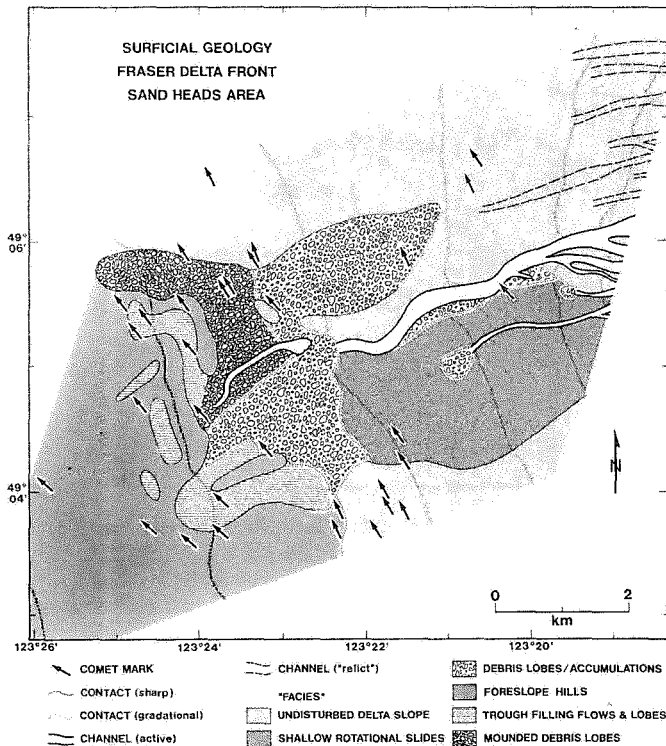 SURFICIAL GEOLOGY
FRASER DELTA FRONT
SAND HEADS AREA
49°
06'
49°
04'
N
0 2
km
123°26' 123°24' 123°22' 123°20'
COMET MARK
CONTACT (sharp)
CONTACT (gradational)
CHANNEL (active)
CHANNEL ("relict")
"FACIES"
UNDISTURBED DELTA SLOPE
SHALLOW ROTATIONAL SLIDES
DEBRIS LOBES/ACCUMULATIONS
FORESLOPE HILLS
TROUGH FILLING FLOWS & LOBES
MOUNDED DEBRIS LOBES